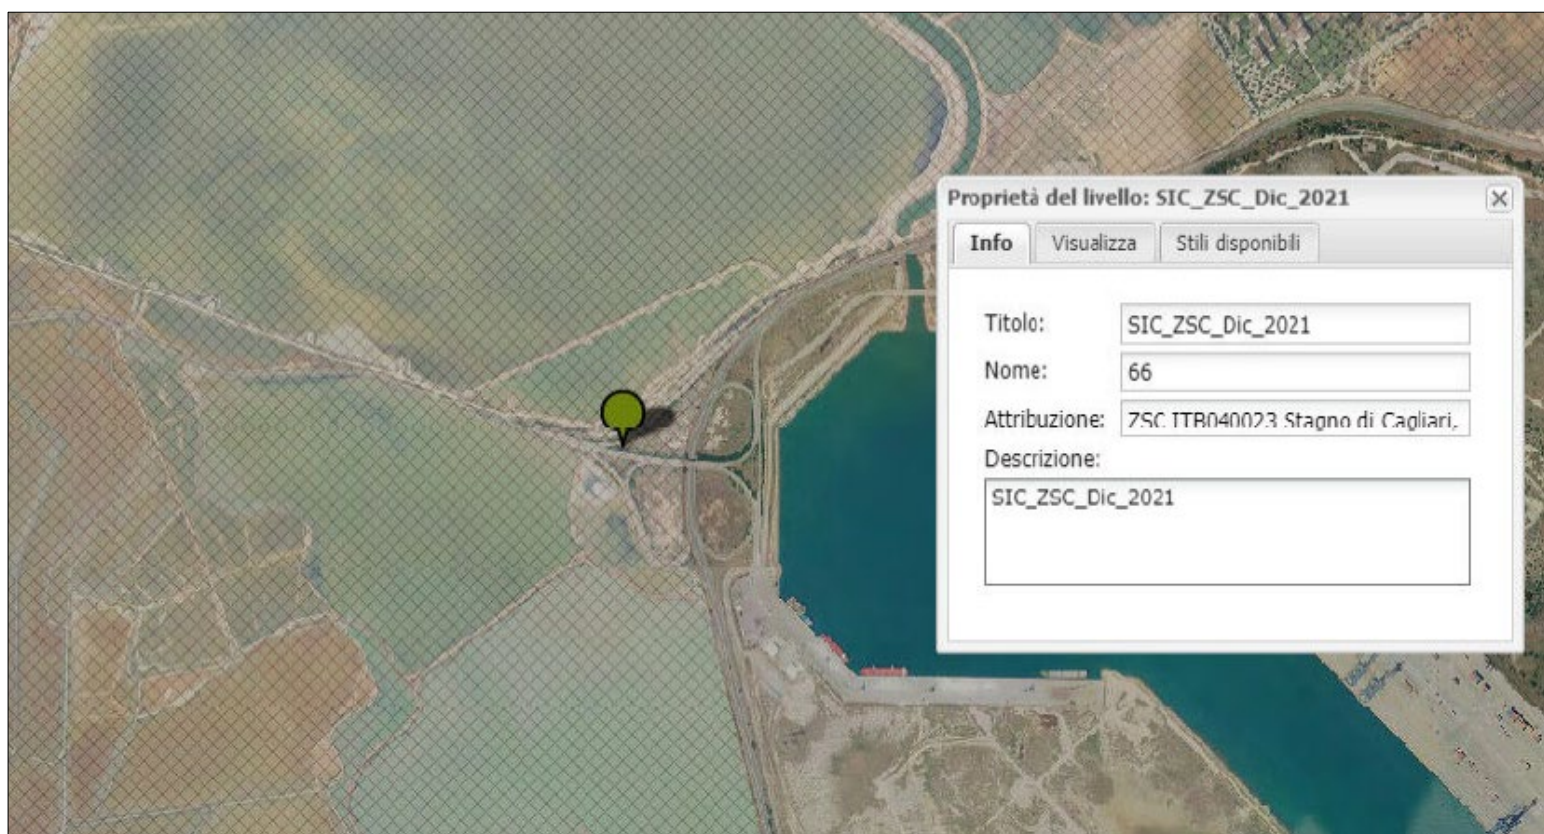 Proprietà del livello: SIC_ZSC_Dic_2021
Info Visualizza Stili disponibili
Titolo: SIC_ZSC_Dic_2021
Nome: 66
Attribuzione: ZSC ITB040023 Stagno di Cagliari,
Descrizione:
SIC_ZSC_Dic_2021